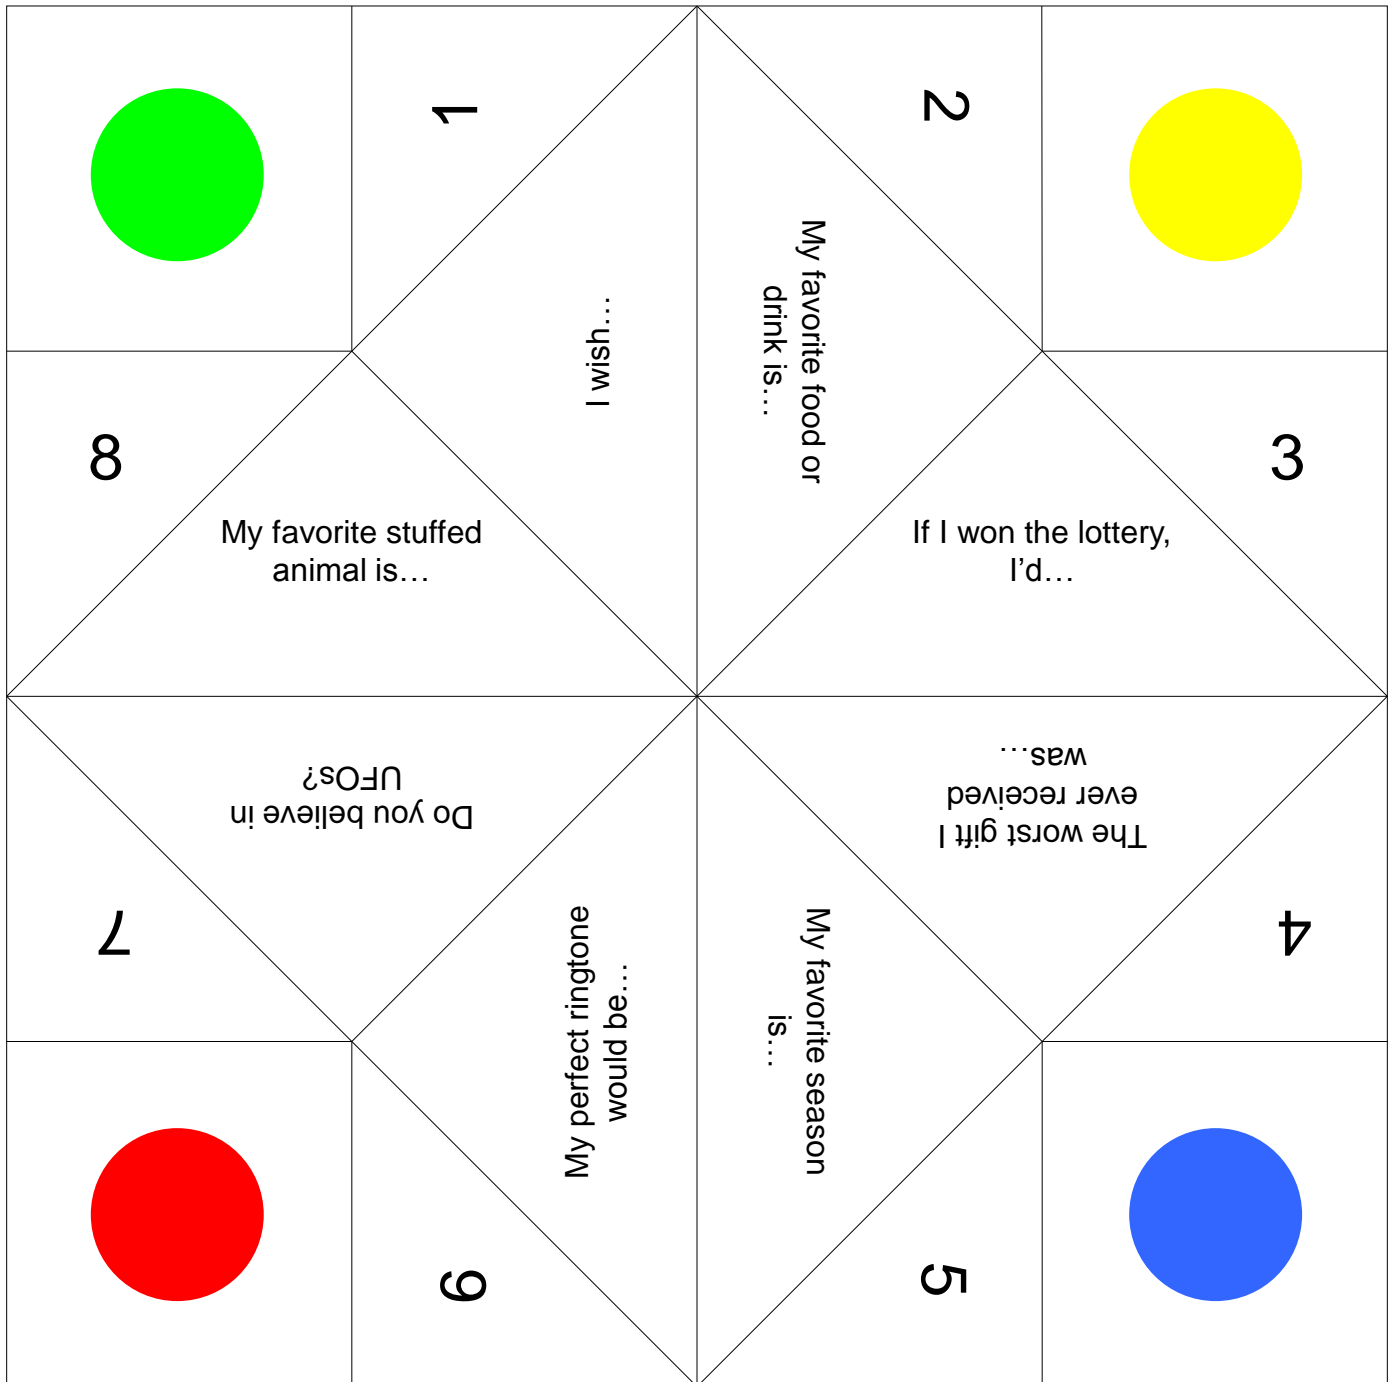 1
2
I wish…
My favorite food or
drink is…
8
3
My favorite stuffed
animal is…
If I won the lottery,
I’d…
Do you believe in
UFOs?
The worst gift I
ever received
was…
7
4
My perfect ringtone
would be…
My favorite season
is…
6
5